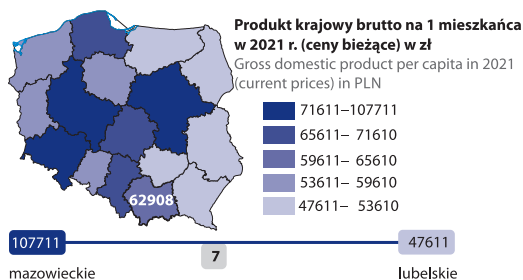 Produkt krajowy brutto na 1 mieszkańca
w 2021 r. (ceny bieżące) w zł
Gross domestic product per capita in 2021
(current prices) in PLN
71611–107711
65611– 71610
59611– 65610
53611– 59610
47611– 53610
62908
107711
47611
7
mazowieckie
lubelskie